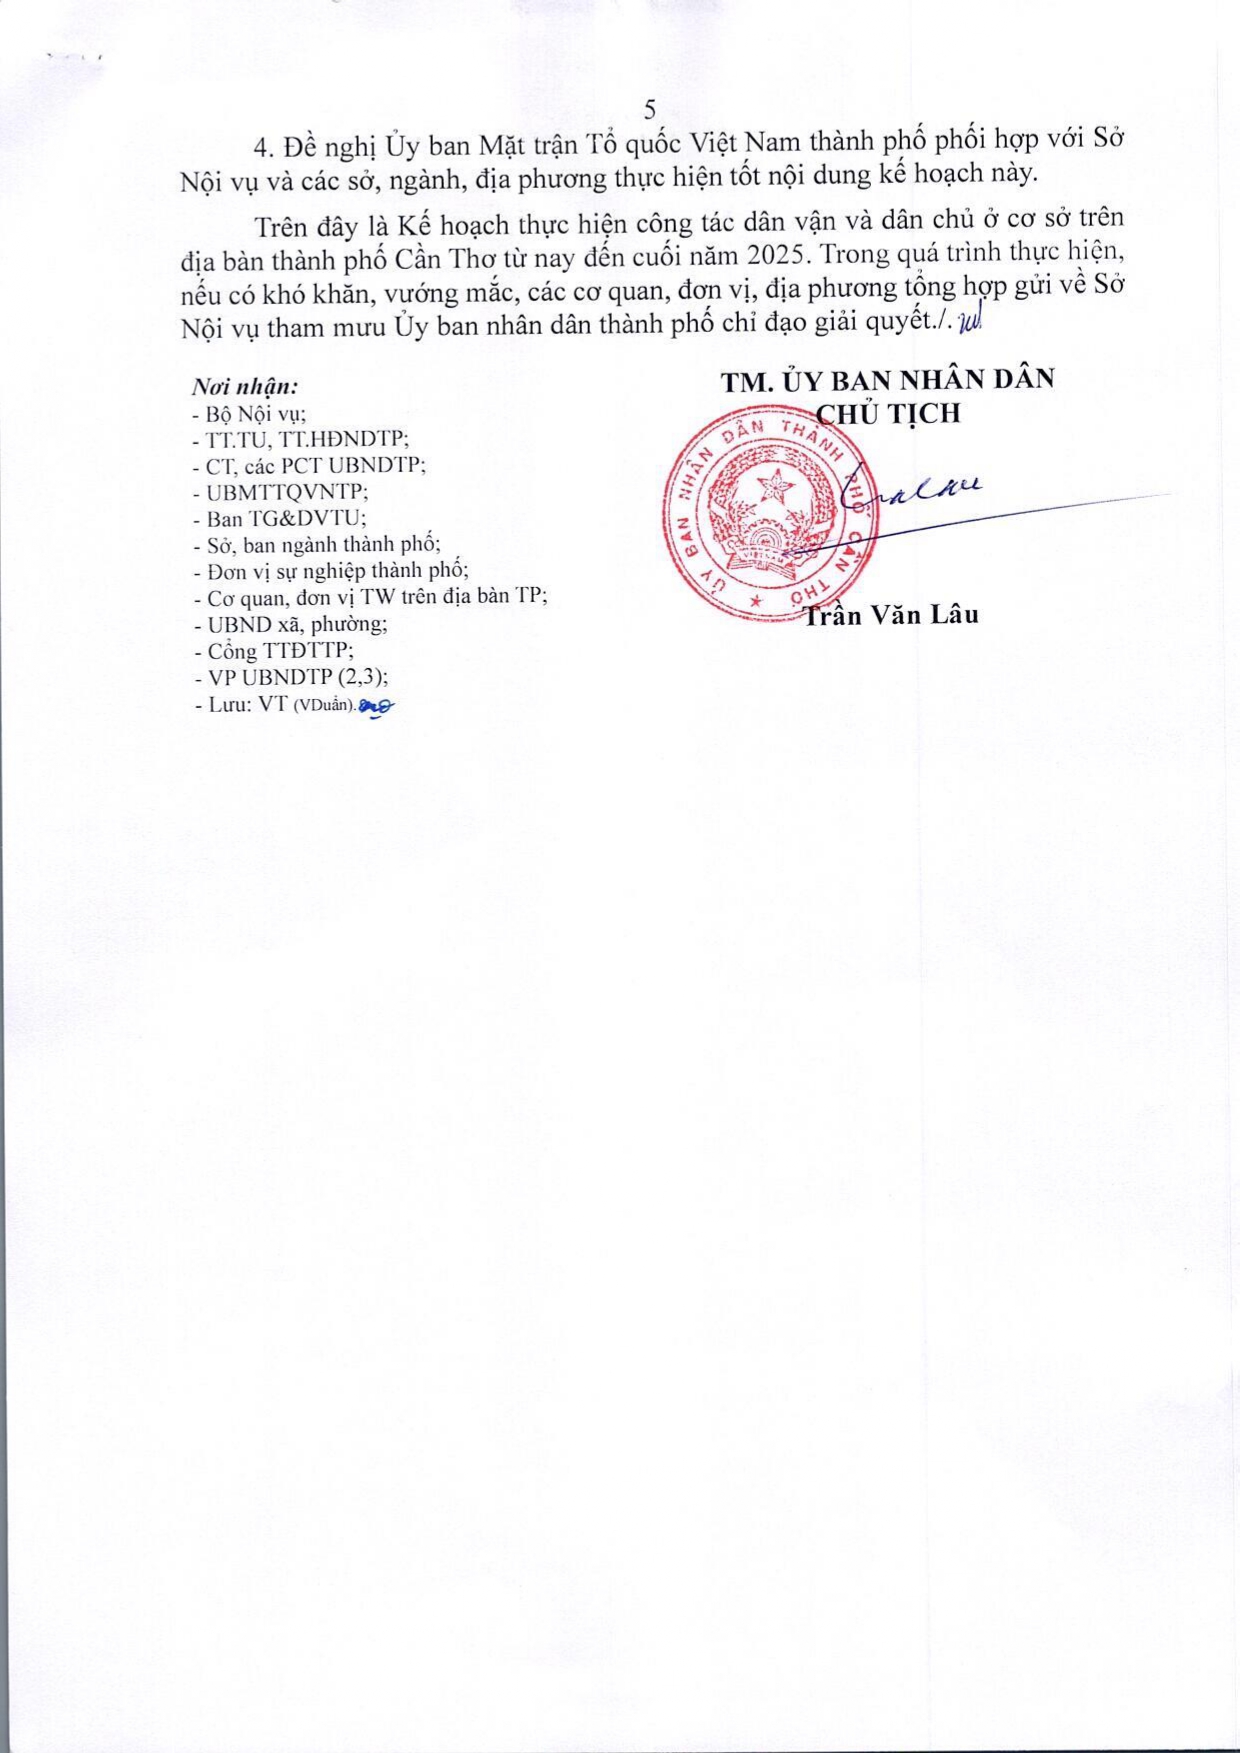 5
4. Đề nghị Ủy ban Mặt trận Tổ quốc Việt Nam thành phố phối hợp với Sở
Nội vụ và các sở, ngành, địa phương thực hiện tốt nội dung kế hoạch này.
Trên đây là Kế hoạch thực hiện công tác dân vận và dân chủ ở cơ sở trên
địa bàn thành phố Cần Thơ từ nay đến cuối năm 2025. Trong quá trình thực hiện,
nếu có khó khăn, vướng mắc, các cơ quan, đơn vị, địa phương tổng hợp gửi về Sở
Nội vụ tham mưu Ủy ban nhân dân thành phố chỉ đạo giải quyết./.
Nơi nhận:
- Bộ Nội vụ;
- TT.TU, TT.HĐNDTP;
- CT, các PCT UBNDTP;
- UBMTTQVNTP;
- Ban TG&DVTU;
- Sở, ban ngành thành phố;
- Đơn vị sự nghiệp thành phố;
- Cơ quan, đơn vị TW trên địa bàn TP;
- UBND xã, phường;
- Cổng TTĐTTP;
- VP UBNDTP (2,3);
- Lưu: VT (VDuẩn).
TM. ỦY BAN NHÂN DÂN
CHỦ TỊCH
ỦY BAN NHÂN DÂN THÀNH PHỐ CẦN THƠ
VIỆT NAM
Trần Văn Lâu